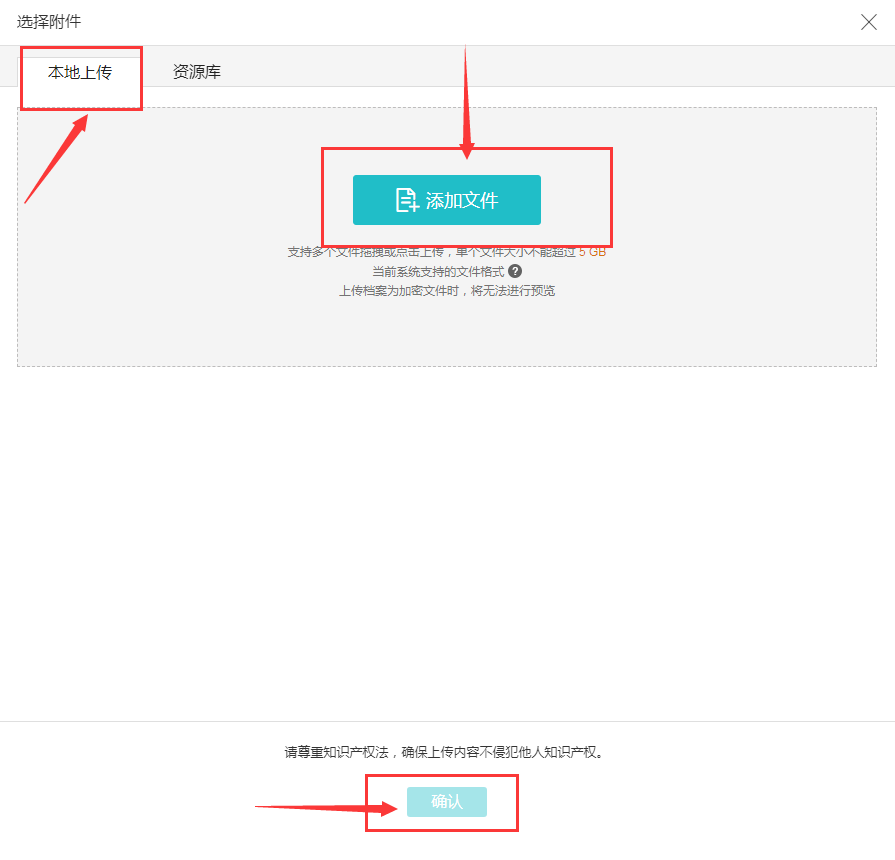 选择附件
本地上传
资源库
添加文件
支持多个文件拖拽或点击上传，单个文件大小不能超过 5 GB
当前系统支持的文件格式 ?
上传档案为加密文件时，将无法进行预览
请尊重知识产权法，确保上传内容不侵犯他人知识产权。
确认